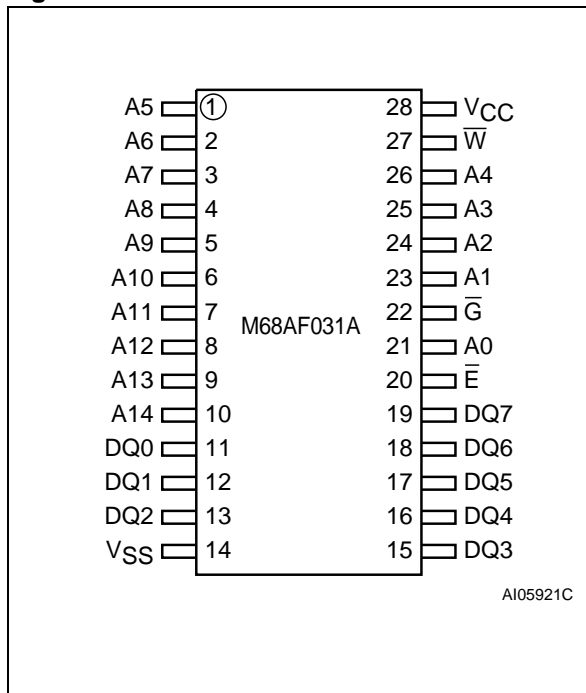 A5 1 28 VCC
A6 2 27 W̅
A7 3 26 A4
A8 4 25 A3
A9 5 24 A2
A10 6 23 A1
A11 7 22 G̅
M68AF031A
A12 8 21 A0
A13 9 20 E̅
A14 10 19 DQ7
DQ0 11 18 DQ6
DQ1 12 17 DQ5
DQ2 13 16 DQ4
VSS 14 15 DQ3
AI05921C